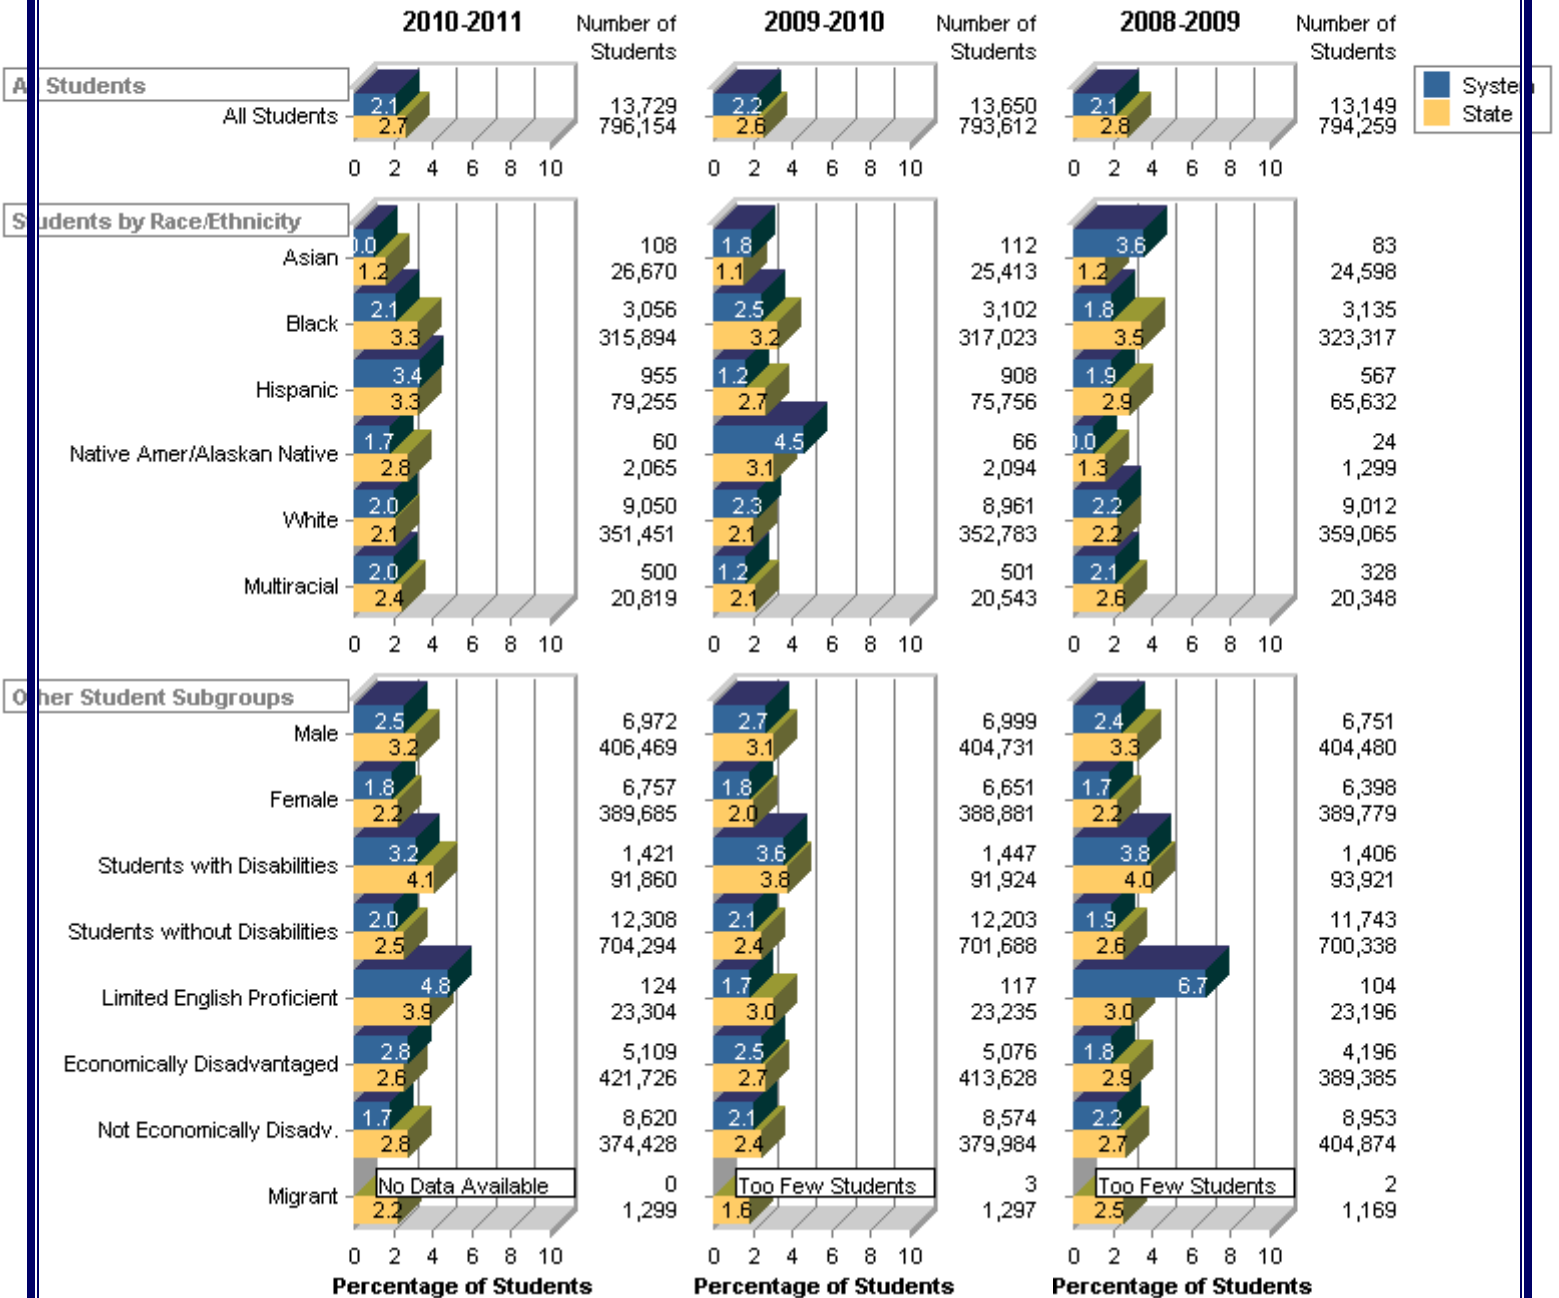 2010-2011 Number of Students 2009-2010 Number of Students 2008-2009 Number of Students
All Students
System
State
All Students 2.1 13,729 2.2 13,650 2.1 13,149
2.7 796,154 2.6 793,612 2.8 794,259
0 2 4 6 8 10 0 2 4 6 8 10 0 2 4 6 8 10
Students by Race/Ethnicity
Asian 0.0 108 1.8 112 3.6 83
1.2 26,670 1.1 25,413 1.2 24,598
Black 2.1 3,056 2.5 3,102 1.8 3,135
3.3 315,894 3.2 317,023 3.5 323,317
Hispanic 3.4 955 1.2 908 1.9 567
3.3 79,255 2.7 75,756 2.9 65,632
Native Amer/Alaskan Native 1.7 60 4.5 66 0.0 24
2.8 2,065 3.1 2,094 1.3 1,299
White 2.0 9,050 2.3 8,961 2.2 9,012
2.1 351,451 2.1 352,783 2.2 359,065
Multiracial 2.0 500 1.2 501 2.1 328
2.4 20,819 2.1 20,543 2.6 20,348
0 2 4 6 8 10 0 2 4 6 8 10 0 2 4 6 8 10
Other Student Subgroups
Male 2.5 6,972 2.7 6,999 2.4 6,751
3.2 406,469 3.1 404,731 3.3 404,480
Female 1.8 6,757 1.8 6,651 1.7 6,398
2.2 389,685 2.0 388,881 2.2 389,779
Students with Disabilities 3.2 1,421 3.6 1,447 3.8 1,406
4.1 91,860 3.8 91,924 4.0 93,921
Students without Disabilities 2.0 12,308 2.1 12,203 1.9 11,743
2.5 704,294 2.4 701,688 2.6 700,338
Limited English Proficient 4.8 124 1.7 117 6.7 104
3.9 23,304 3.0 23,235 3.0 23,196
Economically Disadvantaged 2.8 5,109 2.5 5,076 1.8 4,196
2.6 421,726 2.7 413,628 2.9 389,385
Not Economically Disadv. 1.7 8,620 2.1 8,574 2.2 8,953
2.8 374,428 2.4 379,984 2.7 404,874
Migrant No Data Available 0 Too Few Students 3 Too Few Students 2
2.2 1,299 1.6 1,297 2.5 1,169
0 2 4 6 8 10 0 2 4 6 8 10 0 2 4 6 8 10
Percentage of Students Percentage of Students Percentage of Students